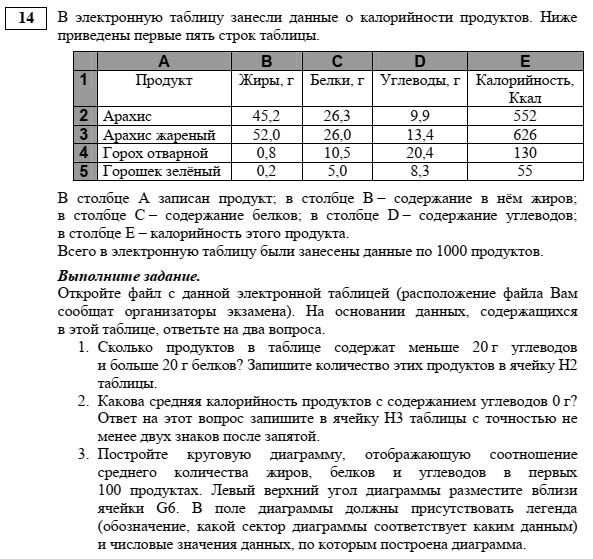 14
В электронную таблицу занесли данные о калорийности продуктов. Ниже
приведены первые пять строк таблицы.
A B C D E
1 Продукт Жиры, г Белки, г Углеводы, г Калорийность,
Ккал
2 Арахис 45,2 26,3 9,9 552
3 Арахис жареный 52,0 26,0 13,4 626
4 Горох отварной 0,8 10,5 20,4 130
5 Горошек зелёный 0,2 5,0 8,3 55
В столбце A записан продукт; в столбце B – содержание в нём жиров;
в столбце C – содержание белков; в столбце D – содержание углеводов;
в столбце E – калорийность этого продукта.
Всего в электронную таблицу были занесены данные по 1000 продуктов.
Выполните задание.
Откройте файл с данной электронной таблицей (расположение файла Вам
сообщат организаторы экзамена). На основании данных, содержащихся
в этой таблице, ответьте на два вопроса.
1. Сколько продуктов в таблице содержат меньше 20 г углеводов
и больше 20 г белков? Запишите количество этих продуктов в ячейку H2
таблицы.
2. Какова средняя калорийность продуктов с содержанием углеводов 0 г?
Ответ на этот вопрос запишите в ячейку H3 таблицы с точностью не
менее двух знаков после запятой.
3. Постройте круговую диаграмму, отображающую соотношение
среднего количества жиров, белков и углеводов в первых
100 продуктах. Левый верхний угол диаграммы разместите вблизи
ячейки G6. В поле диаграммы должны присутствовать легенда
(обозначение, какой сектор диаграммы соответствует каким данным)
и числовые значения данных, по которым построена диаграмма.